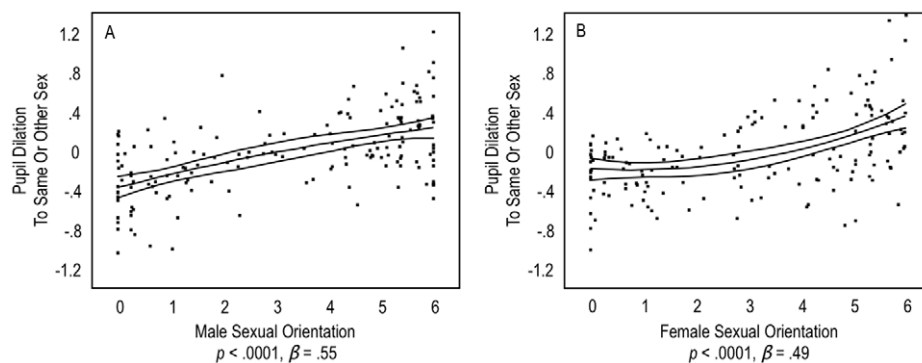 A
1.2
.8
.4
0
-.4
-.8
-1.2
Pupil Dilation
To Same Or Other Sex
0 1 2 3 4 5 6
Male Sexual Orientation
p < .0001, β = .55
B
1.2
.8
.4
0
-.4
-.8
-1.2
Pupil Dilation
To Same Or Other Sex
0 1 2 3 4 5 6
Female Sexual Orientation
p < .0001, β = .49